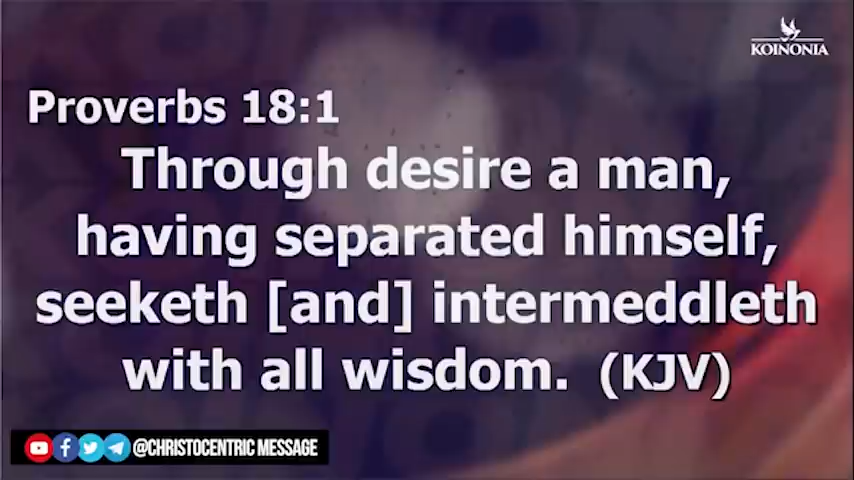 KOINONIA
Proverbs 18:1
Through desire a man,
having separated himself,
seeketh [and] intermeddleth
with all wisdom. (KJV)
@CHRISTOCENTRIC MESSAGE